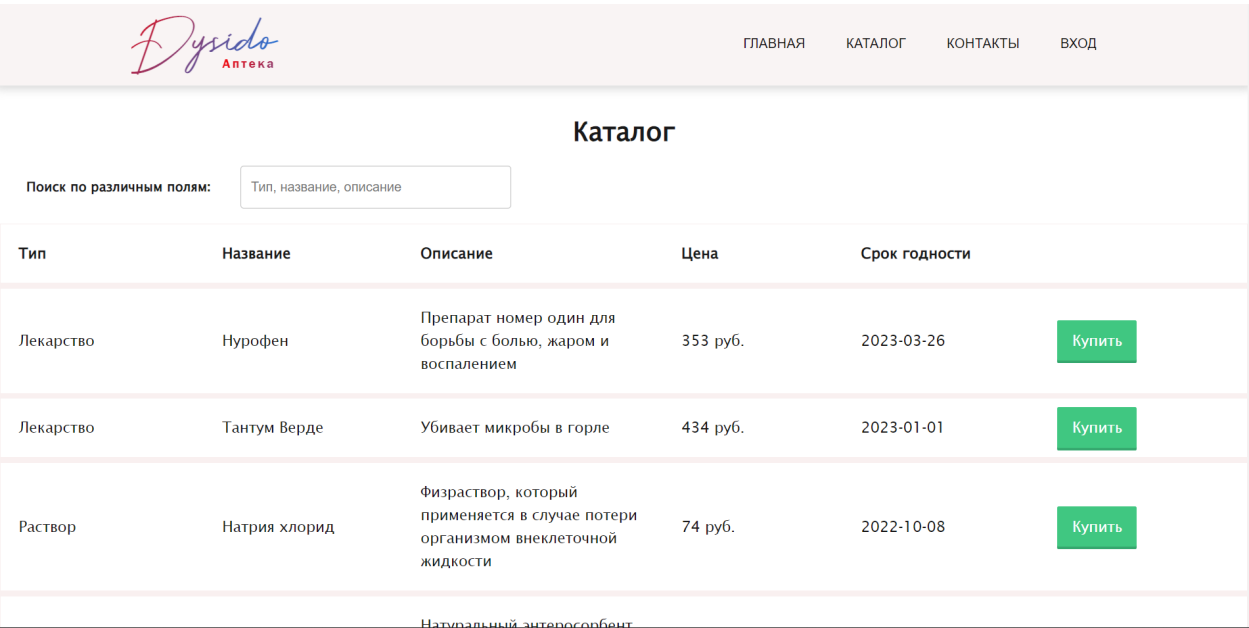 Dysido
Аптека
ГЛАВНАЯ КАТАЛОГ КОНТАКТЫ ВХОД
Каталог
Поиск по различным полям: Тип, название, описание
Тип Название Описание Цена Срок годности
Лекарство Нурофен Препарат номер один для
борьбы с болью, жаром и
воспалением 353 руб. 2023-03-26 Купить
Лекарство Тантум Верде Убивает микробы в горле 434 руб. 2023-01-01 Купить
Раствор Натрия хлорид Физраствор, который
применяется в случае потери
организмом внеклеточной
жидкости 74 руб. 2022-10-08 Купить
Натуральный энтеросорбент